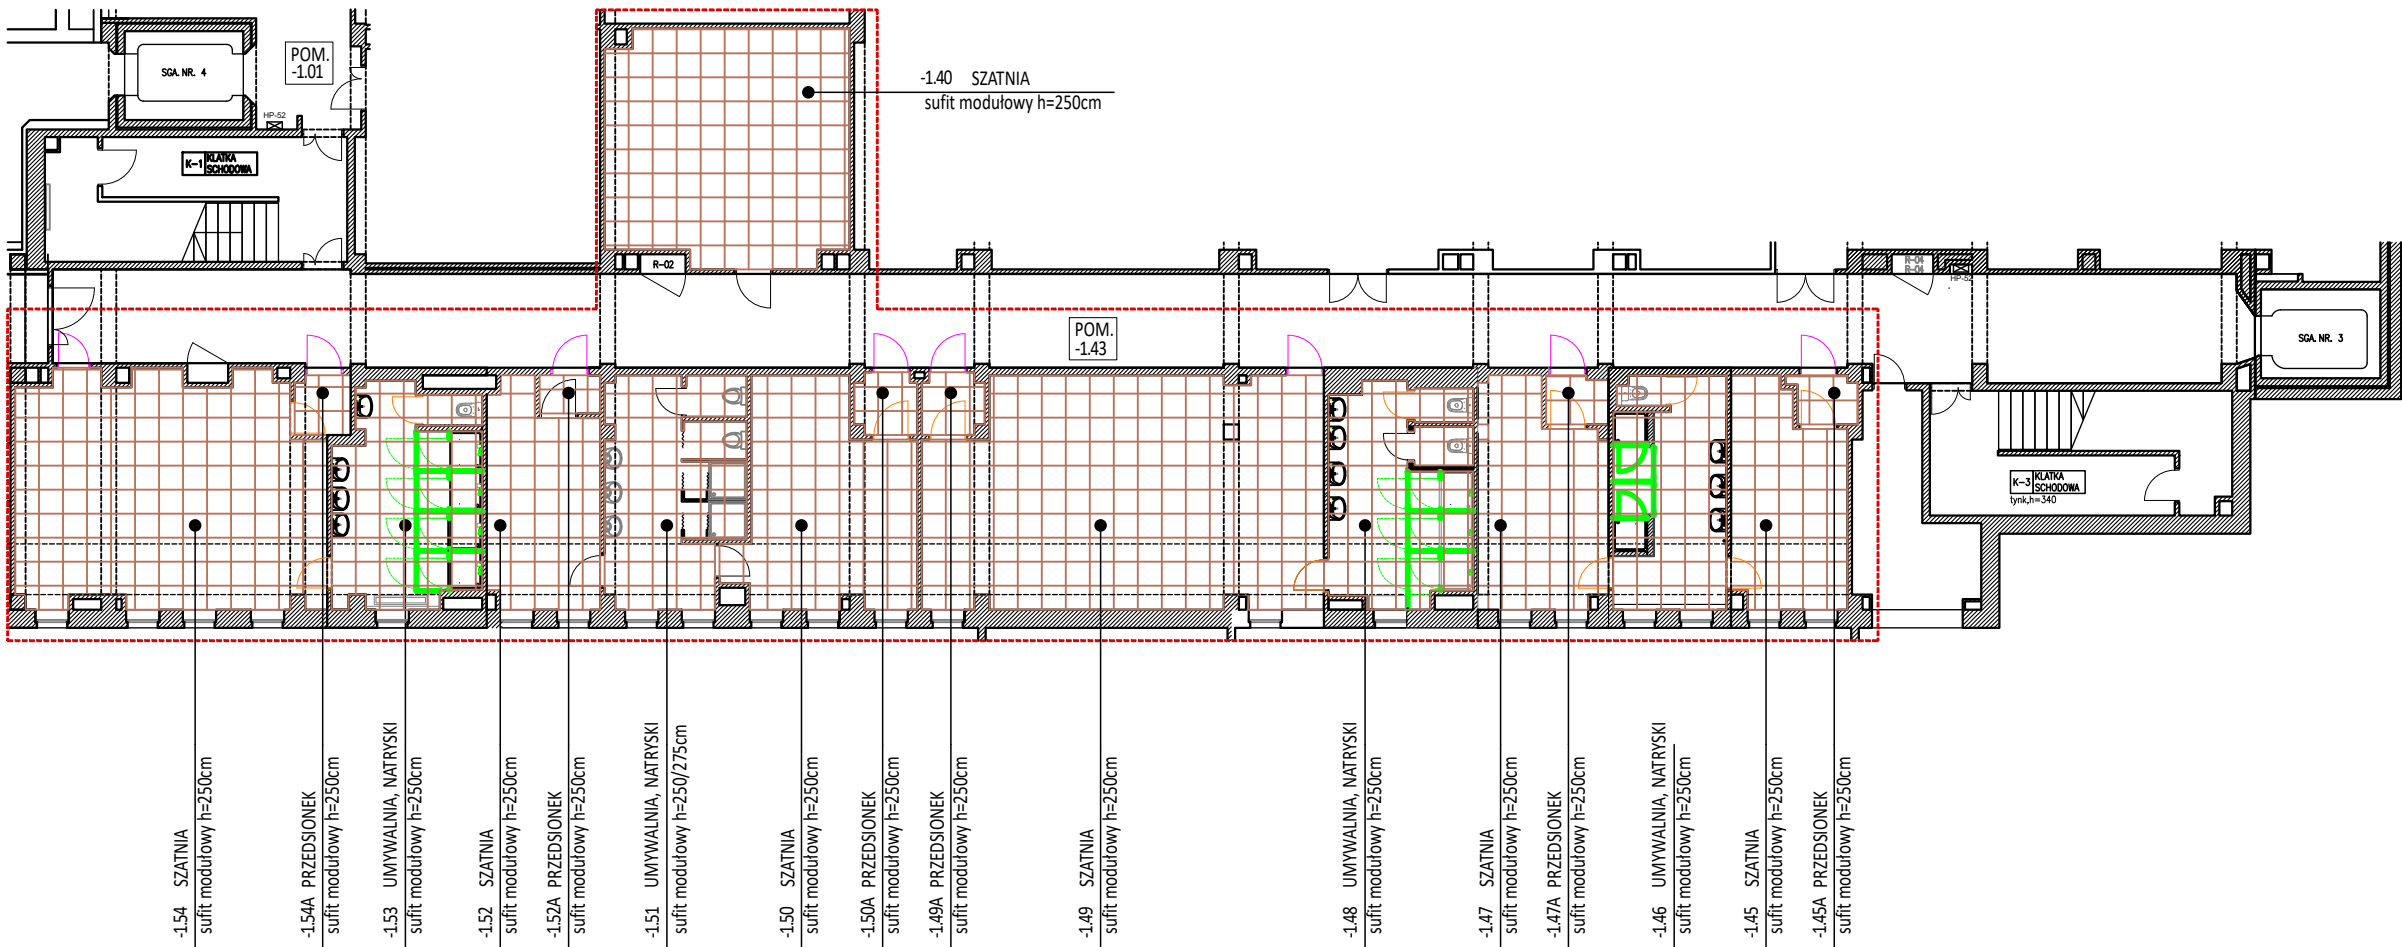 SGA. NR. 4
POM.
-1.01
HP-52
K-1
KLATKA
SCHODOWA
-1.40 SZATNIA
sufit modułowy h=250cm
R-02
R-04
R-04
HP-52
POM.
-1.43
SGA. NR. 3
K-3
KLATKA
SCHODOWA
tynk,h=340
-1.54 SZATNIA
sufit modułowy h=250cm
-1.54A PRZEDSIONEK
sufit modułowy h=250cm
-1.53 UMYWALNIA, NATRYSKI
sufit modułowy h=250cm
-1.52 SZATNIA
sufit modułowy h=250cm
-1.52A PRZEDSIONEK
sufit modułowy h=250cm
-1.51 UMYWALNIA, NATRYSKI
sufit modułowy h=250/275cm
-1.50 SZATNIA
sufit modułowy h=250cm
-1.50A PRZEDSIONEK
sufit modułowy h=250cm
-1.49A PRZEDSIONEK
sufit modułowy h=250cm
-1.49 SZATNIA
sufit modułowy h=250cm
-1.48 UMYWALNIA, NATRYSKI
sufit modułowy h=250cm
-1.47 SZATNIA
sufit modułowy h=250cm
-1.47A PRZEDSIONEK
sufit modułowy h=250cm
-1.46 UMYWALNIA, NATRYSKI
sufit modułowy h=250cm
-1.45 SZATNIA
sufit modułowy h=250cm
-1.45A PRZEDSIONEK
sufit modułowy h=250cm